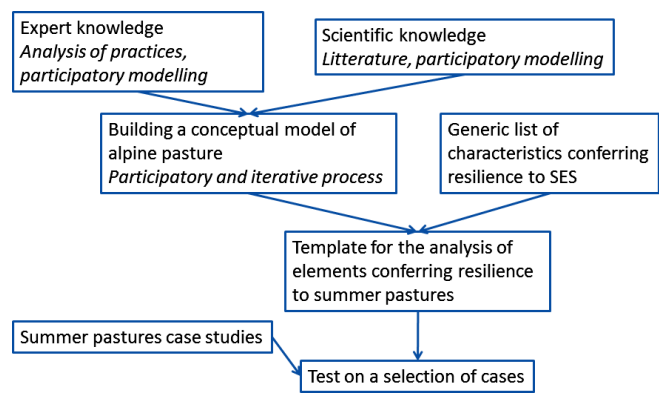 Expert knowledge
Analysis of practices,
participatory modelling
Scientific knowledge
Litterature, participatory modelling
Building a conceptual model of
alpine pasture
Participatory and iterative process
Generic list of
characteristics conferring
resilience to SES
Template for the analysis of
elements conferring resilience
to summer pastures
Summer pastures case studies
Test on a selection of cases